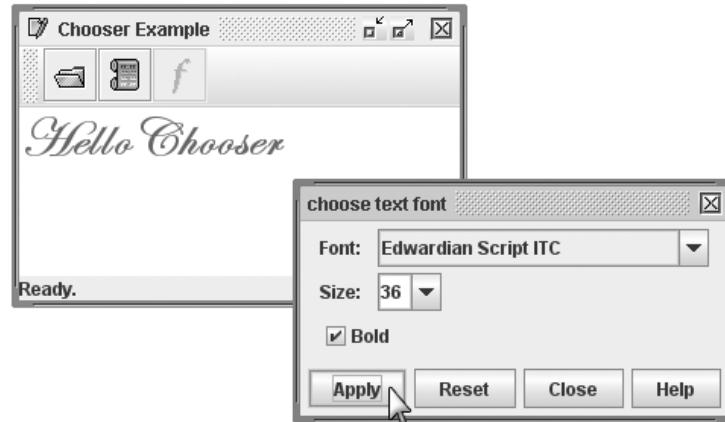 Chooser Example
f
Hello Chooser
Ready.
choose text font
Font: Edwardian Script ITC
Size: 36
Bold
Apply Reset Close Help